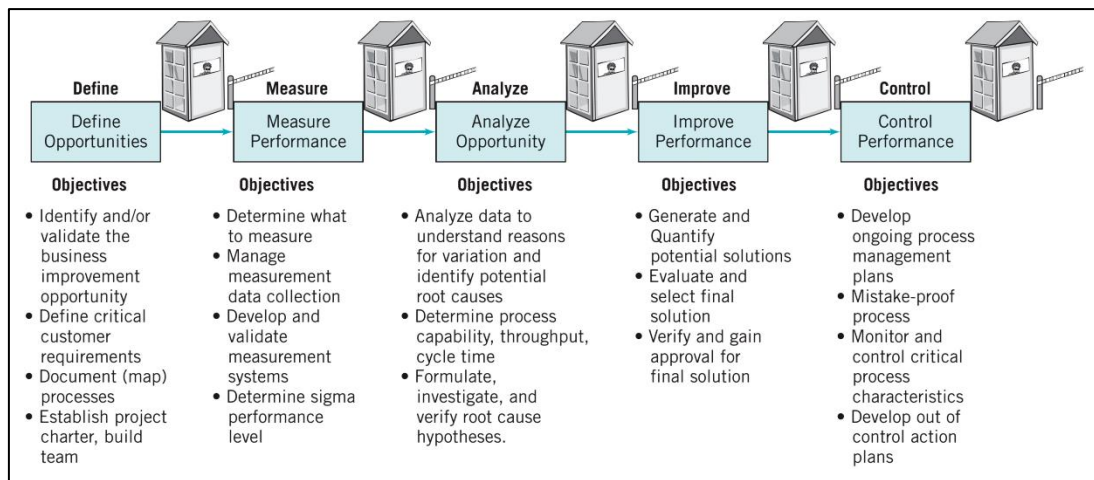 Define
Define
Opportunities
Objectives
• Identify and/or
validate the
business
improvement
opportunity
• Define critical
customer
requirements
• Document (map)
processes
• Establish project
charter, build
team
Measure
Measure
Performance
Objectives
• Determine what
to measure
• Manage
measurement
data collection
• Develop and
validate
measurement
systems
• Determine sigma
performance
level
Analyze
Analyze
Opportunity
Objectives
• Analyze data to
understand reasons
for variation and
identify potential
root causes
• Determine process
capability, throughput,
cycle time
• Formulate,
investigate, and
verify root cause
hypotheses.
Improve
Improve
Performance
Objectives
• Generate and
Quantify
potential solutions
• Evaluate and
select final
solution
• Verify and gain
approval for
final solution
Control
Control
Performance
Objectives
• Develop
ongoing process
management
plans
• Mistake-proof
process
• Monitor and
control critical
process
characteristics
• Develop out of
control action
plans